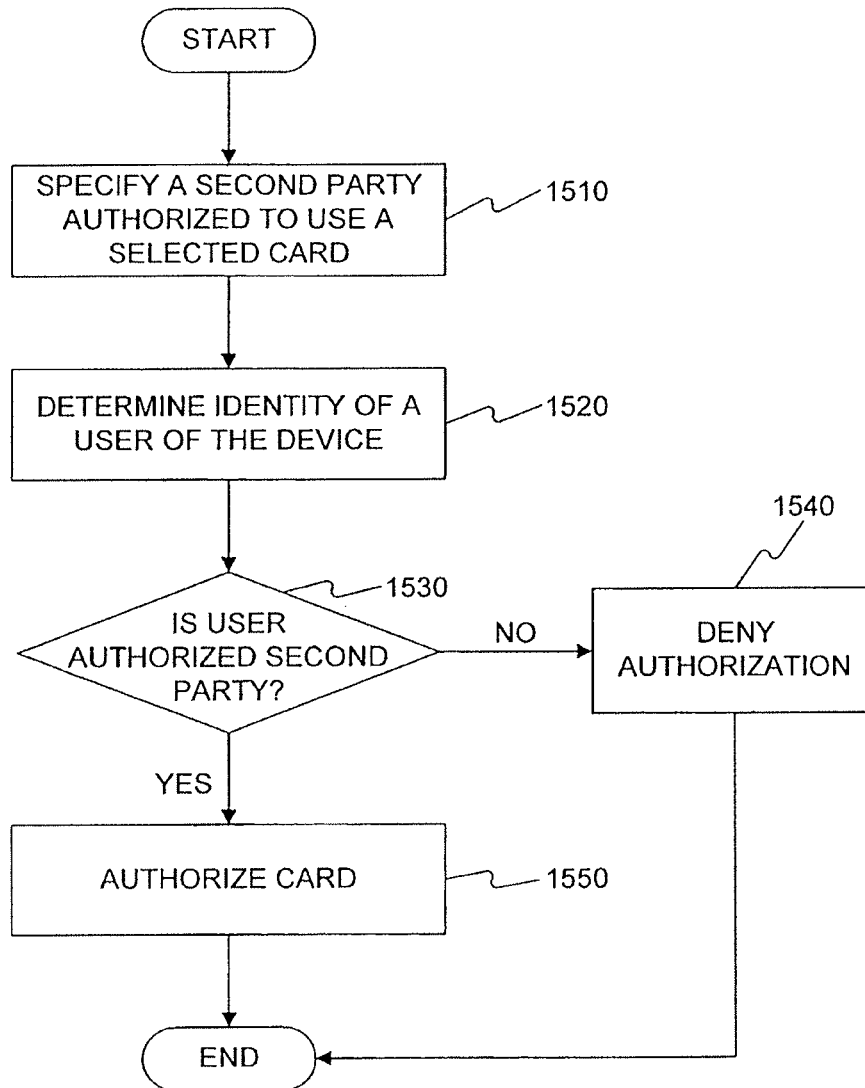 START
SPECIFY A SECOND PARTY
AUTHORIZED TO USE A
SELECTED CARD
1510
DETERMINE IDENTITY OF A
USER OF THE DEVICE
1520
1530
IS USER
AUTHORIZED SECOND
PARTY?
NO
1540
DENY
AUTHORIZATION
YES
AUTHORIZE CARD
1550
END